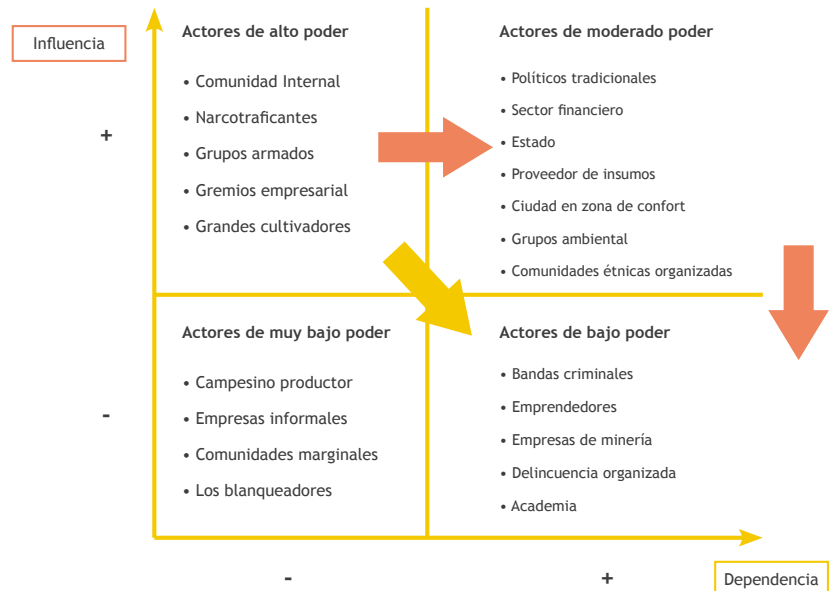 Influencia
+
-
Actores de alto poder
• Comunidad Internal
• Narcotraficantes
• Grupos armados
• Gremios empresarial
• Grandes cultivadores
Actores de moderado poder
• Políticos tradicionales
• Sector financiero
• Estado
• Proveedor de insumos
• Ciudad en zona de confort
• Grupos ambiental
• Comunidades étnicas organizadas
Actores de muy bajo poder
• Campesino productor
• Empresas informales
• Comunidades marginales
• Los blanqueadores
Actores de bajo poder
• Bandas criminales
• Emprendedores
• Empresas de minería
• Delincuencia organizada
• Academia
-
+
Dependencia